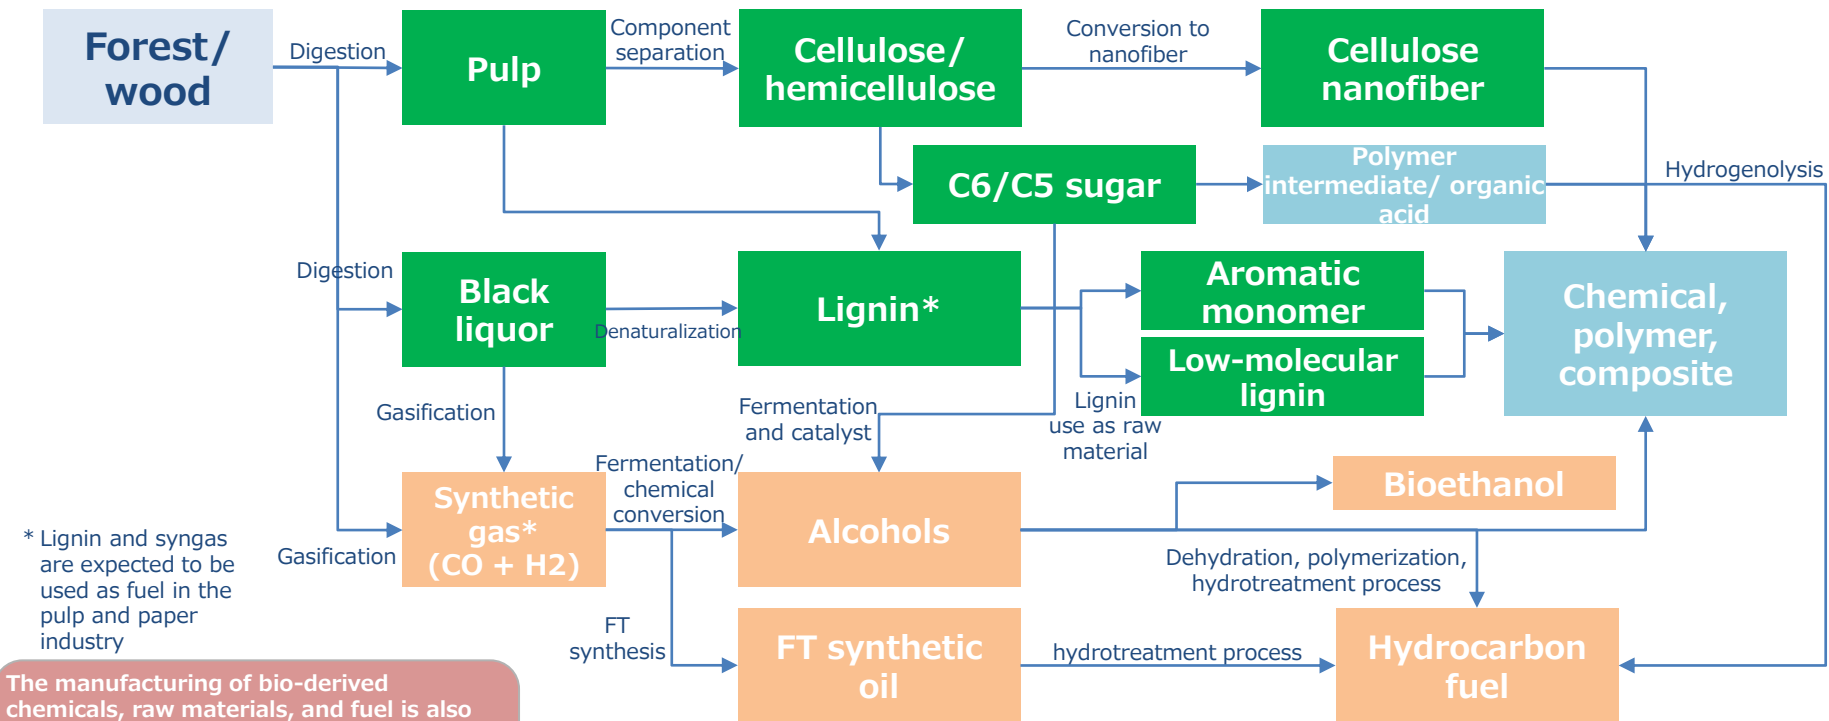 Forest/
wood
Digestion
Pulp
Component
separation
Cellulose/
hemicellulose
Conversion to
nanofiber
Cellulose
nanofiber
C6/C5 sugar
Polymer
intermediate/ organic
acid
Hydrogenolysis
Digestion
Black
liquor
Denaturalization
Lignin*
Aromatic
monomer
Low-molecular
lignin
Chemical,
polymer,
composite
Gasification
Fermentation
and catalyst
Lignin
use as raw
material
Fermentation/
chemical
conversion
Synthetic
gas*
(CO + H2)
Gasification
Alcohols
Bioethanol
Dehydration, polymerization,
hydrotreatment process
* Lignin and syngas
are expected to be
used as fuel in the
pulp and paper
industry
FT
synthesis
FT synthetic
oil
hydrotreatment process
Hydrocarbon
fuel
The manufacturing of bio-derived
chemicals, raw materials, and fuel is also